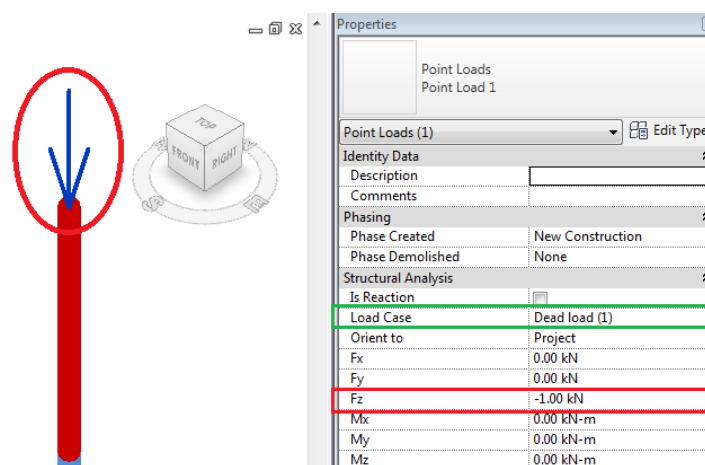 Properties
Point Loads
Point Load 1
Point Loads (1) Edit Type
Identity Data
Description
Comments
Phasing
Phase Created New Construction
Phase Demolished None
Structural Analysis
Is Reaction
Load Case Dead load (1)
Orient to Project
Fx 0.00 kN
Fy 0.00 kN
Fz -1.00 kN
Mx 0.00 kN-m
My 0.00 kN-m
Mz 0.00 kN-m
TOP
FRONT RIGHT
S E